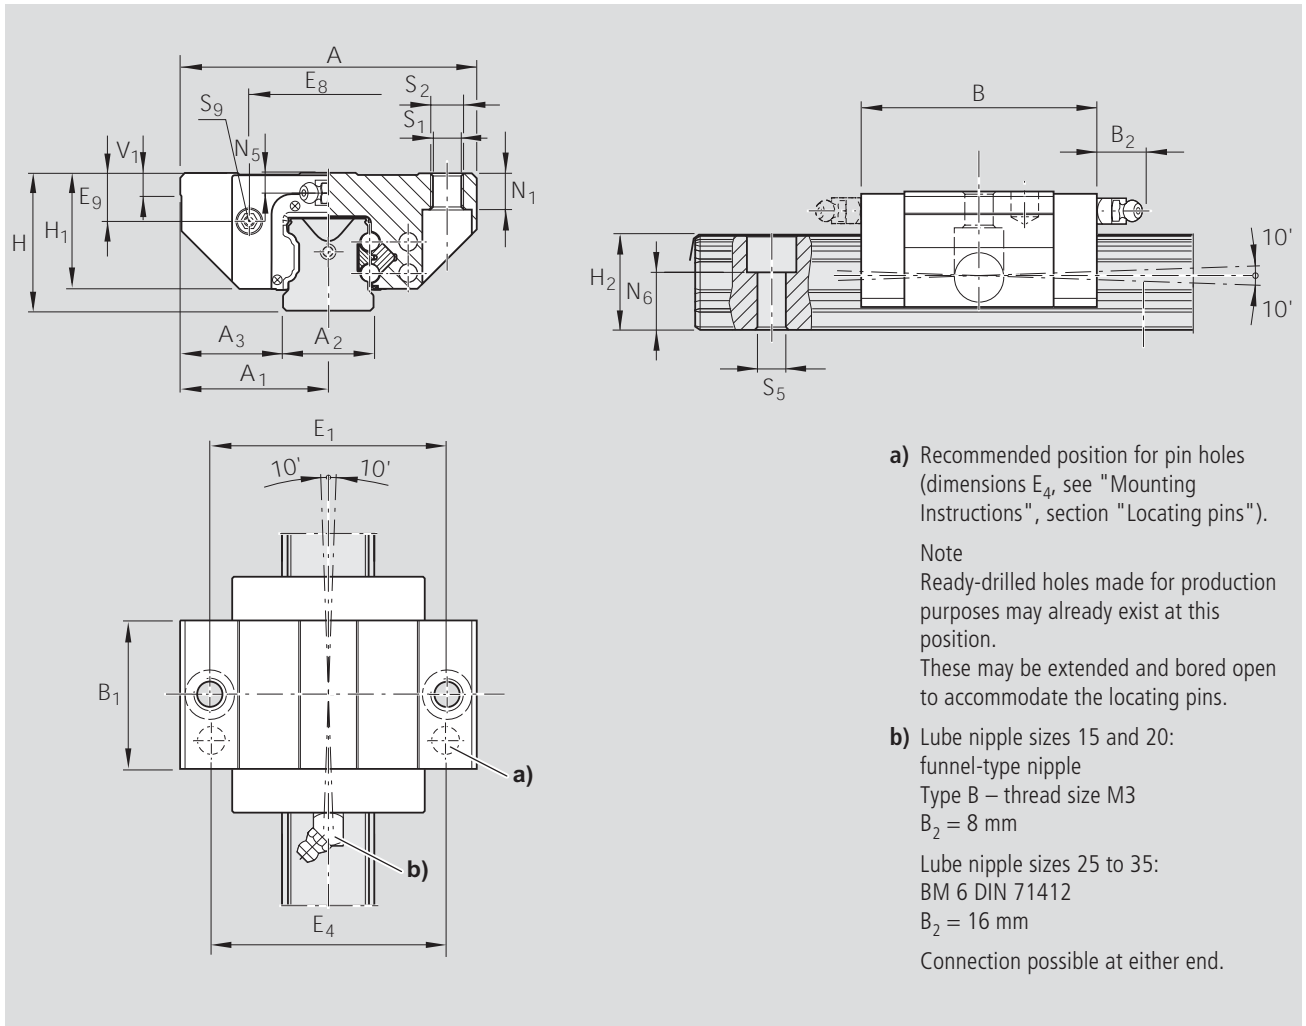 A
E8
S2
S9
S1
V1
N5
E9
N1
H
H1
A3
A2
A1
B
B2
10'
H2
N6
10'
S5
E1
10' 10'
B1
a)
b)
E4
a) Recommended position for pin holes
(dimensions E4, see "Mounting
Instructions", section "Locating pins").
Note
Ready-drilled holes made for production
purposes may already exist at this
position.
These may be extended and bored open
to accommodate the locating pins.
b) Lube nipple sizes 15 and 20:
funnel-type nipple
Type B – thread size M3
B2 = 8 mm
Lube nipple sizes 25 to 35:
BM 6 DIN 71412
B2 = 16 mm
Connection possible at either end.